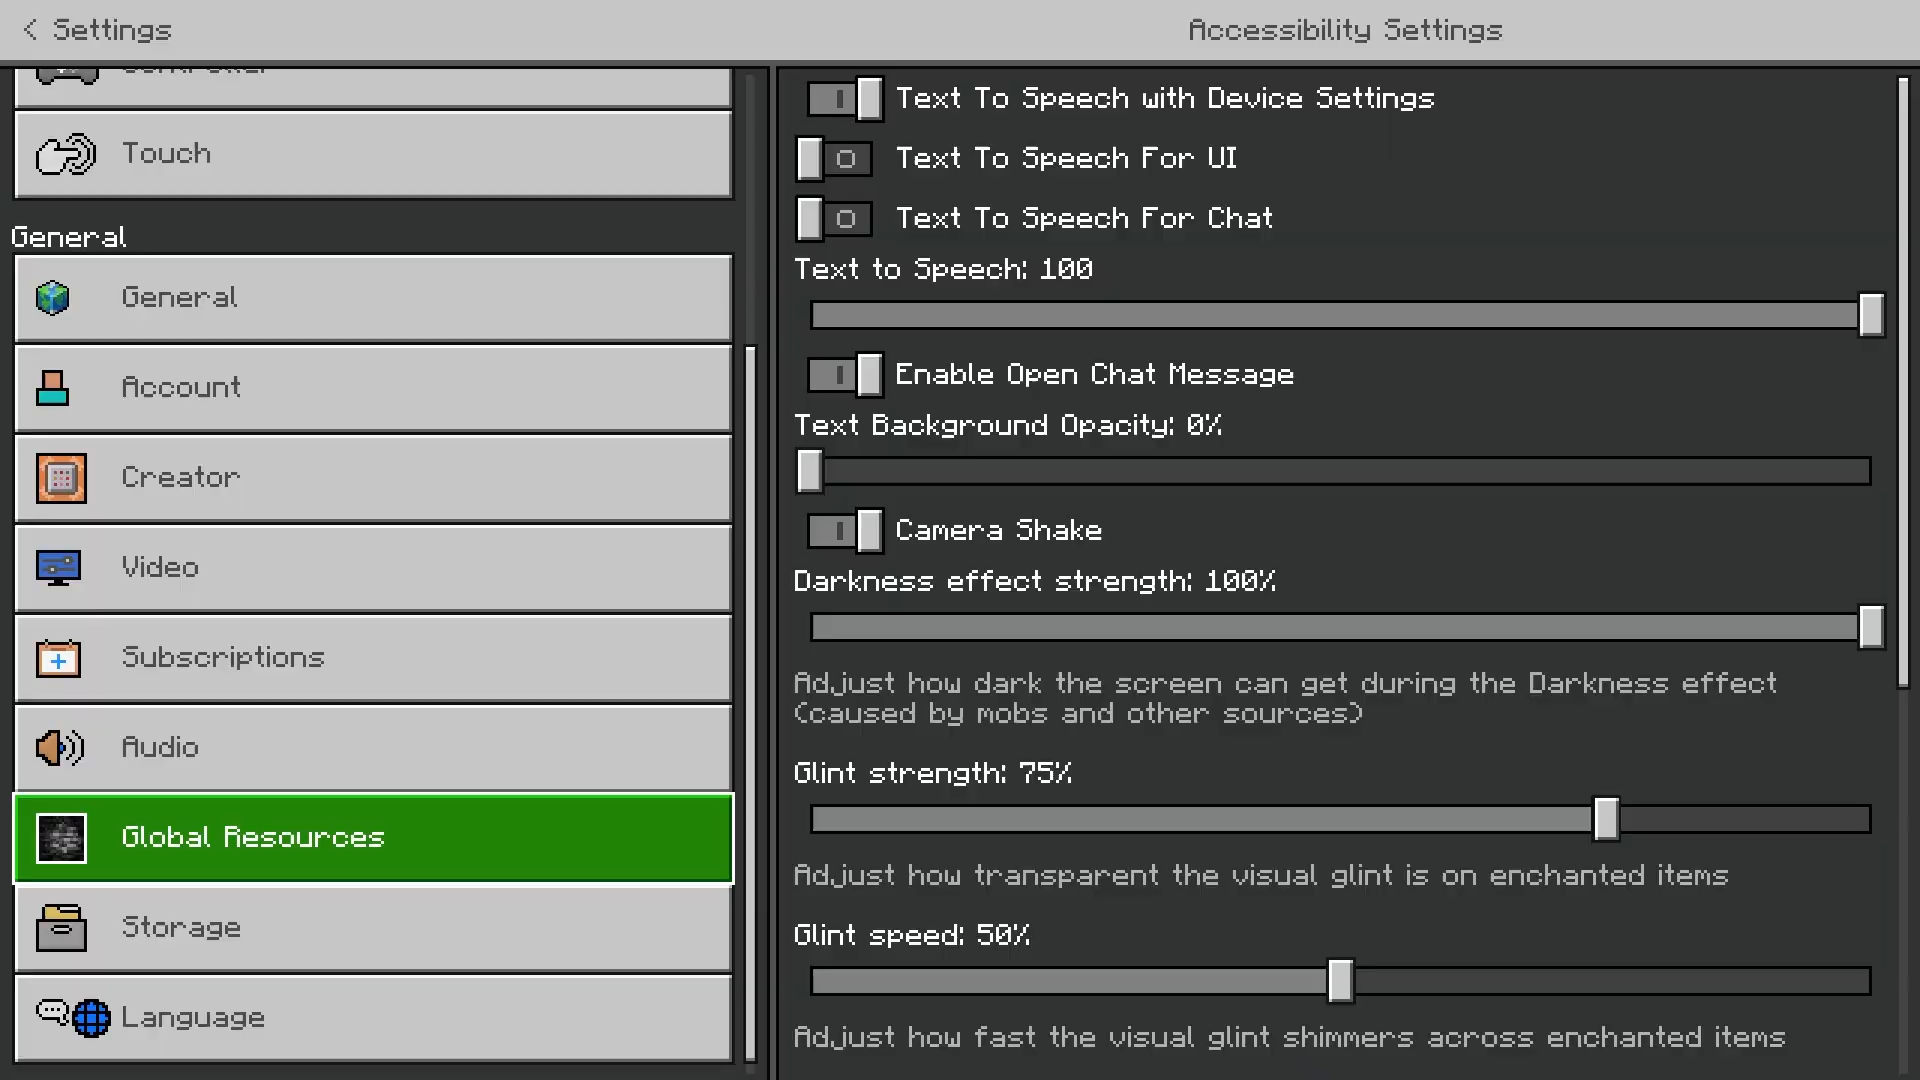 Settings
Accessibility Settings
Touch
General
General
Account
Creator
Video
Subscriptions
Audio
Global Resources
Storage
Language
Text To Speech with Device Settings
Text To Speech For UI
Text To Speech For Chat
Text to Speech: 100
Enable Open Chat Message
Text Background Opacity: 0%
Camera Shake
Darkness effect strength: 100%
Adjust how dark the screen can get during the Darkness effect
(caused by mobs and other sources)
Glint strength: 75%
Adjust how transparent the visual glint is on enchanted items
Glint speed: 50%
Adjust how fast the visual glint shimmers across enchanted items